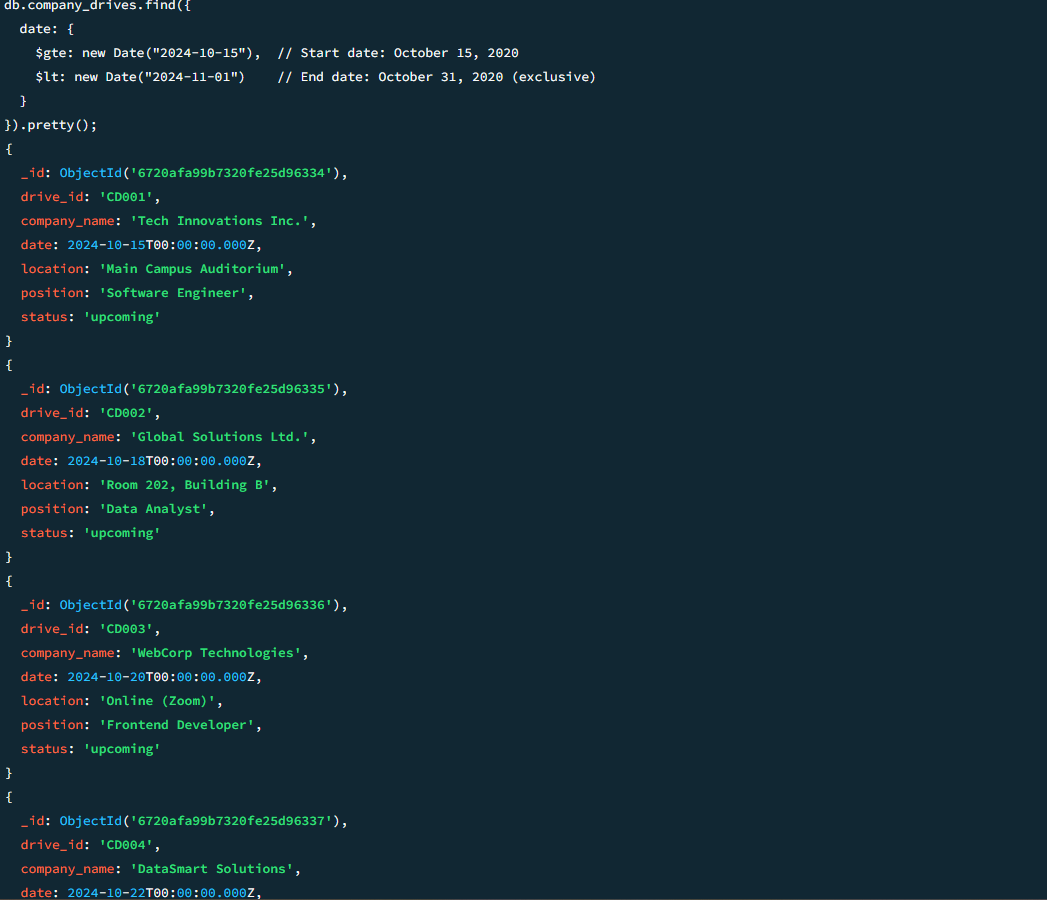 db.company_drives.find({
  date: {
    $gte: new Date("2024-10-15"),  // Start date: October 15, 2020
    $lt: new Date("2024-11-01")    // End date: October 31, 2020 (exclusive)
  }
}).pretty();
{
  _id: ObjectId('6720afa99b7320fe25d96334'),
  drive_id: 'CD001',
  company_name: 'Tech Innovations Inc.',
  date: 2024-10-15T00:00:00.000Z,
  location: 'Main Campus Auditorium',
  position: 'Software Engineer',
  status: 'upcoming'
}
{
  _id: ObjectId('6720afa99b7320fe25d96335'),
  drive_id: 'CD002',
  company_name: 'Global Solutions Ltd.',
  date: 2024-10-18T00:00:00.000Z,
  location: 'Room 202, Building B',
  position: 'Data Analyst',
  status: 'upcoming'
}
{
  _id: ObjectId('6720afa99b7320fe25d96336'),
  drive_id: 'CD003',
  company_name: 'WebCorp Technologies',
  date: 2024-10-20T00:00:00.000Z,
  location: 'Online (Zoom)',
  position: 'Frontend Developer',
  status: 'upcoming'
}
{
  _id: ObjectId('6720afa99b7320fe25d96337'),
  drive_id: 'CD004',
  company_name: 'DataSmart Solutions',
  date: 2024-10-22T00:00:00.000Z,